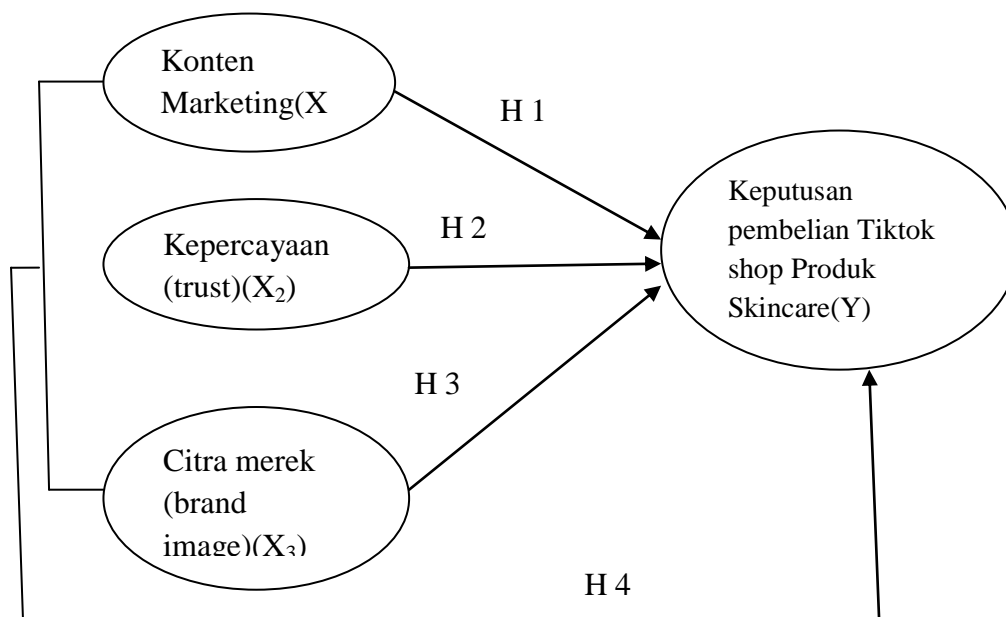 Konten
Marketing(X
H 1
Kepercayaan
(trust)(X₂)
H 2
Keputusan
pembelian Tiktok
shop Produk
Skincare(Y)
H 3
Citra merek
(brand
image)(X₃)
H 4